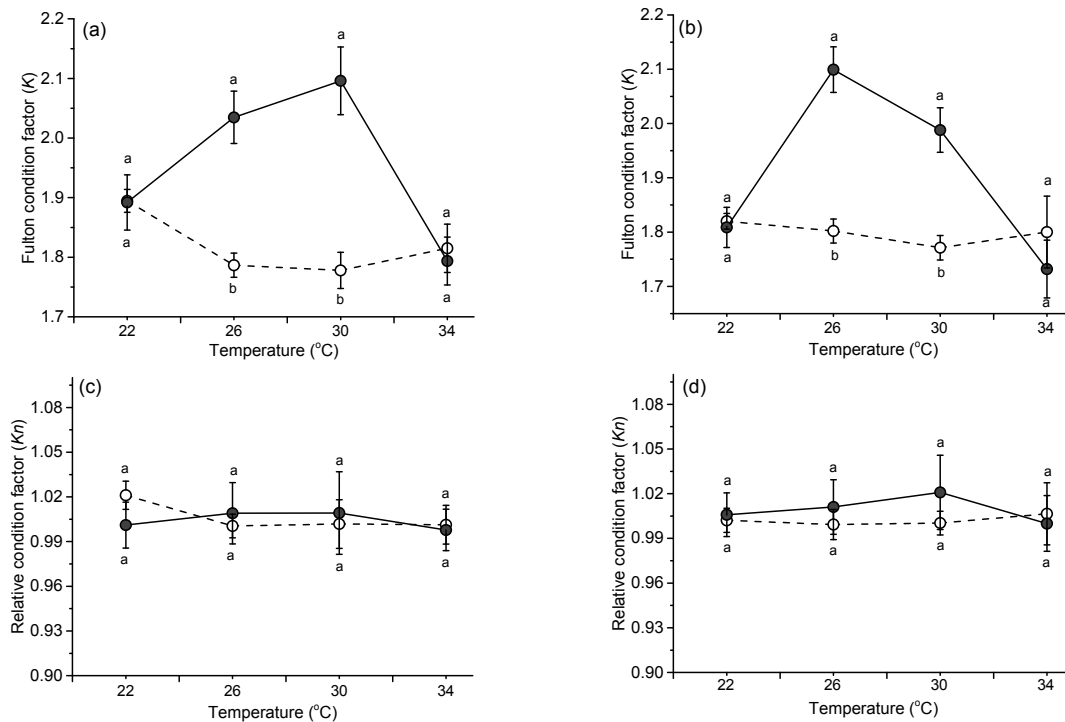 (a)
Fulton condition factor (K)
2.2
2.1
2.0
1.9
1.8
1.7
a
a
a
a
a
b
b
a
22
26
30
34
Temperature (°C)
(b)
Fulton condition factor (K)
2.2
2.1
2.0
1.9
1.8
1.7
a
a
a
a
a
b
b
a
22
26
30
34
Temperature (°C)
(c)
Relative condition factor (Kn)
1.08
1.05
1.02
0.99
0.96
0.93
0.90
a
a
a
a
a
a
a
a
22
26
30
34
Temperature (°C)
(d)
Relative condition factor (Kn)
1.08
1.05
1.02
0.99
0.96
0.93
0.90
a
a
a
a
a
a
a
a
22
26
30
34
Temperature (°C)